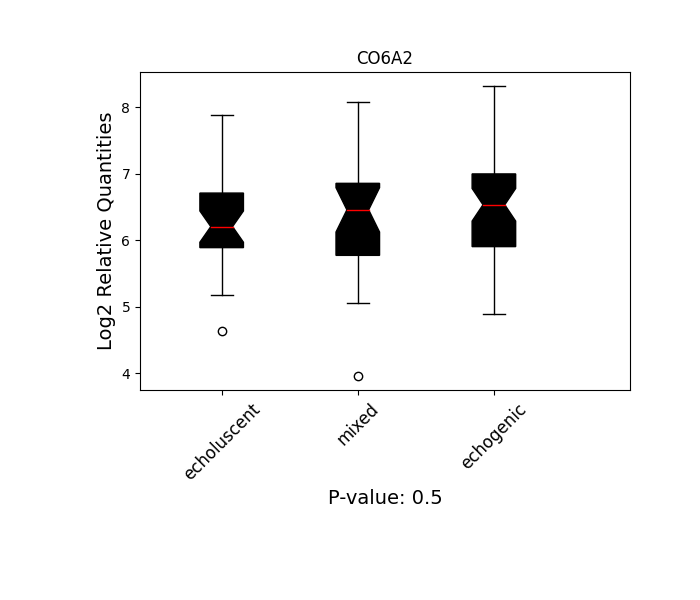 CO6A2
Log2 Relative Quantities
8
7
6
5
4
echoluscent
mixed
echogenic
P-value: 0.5